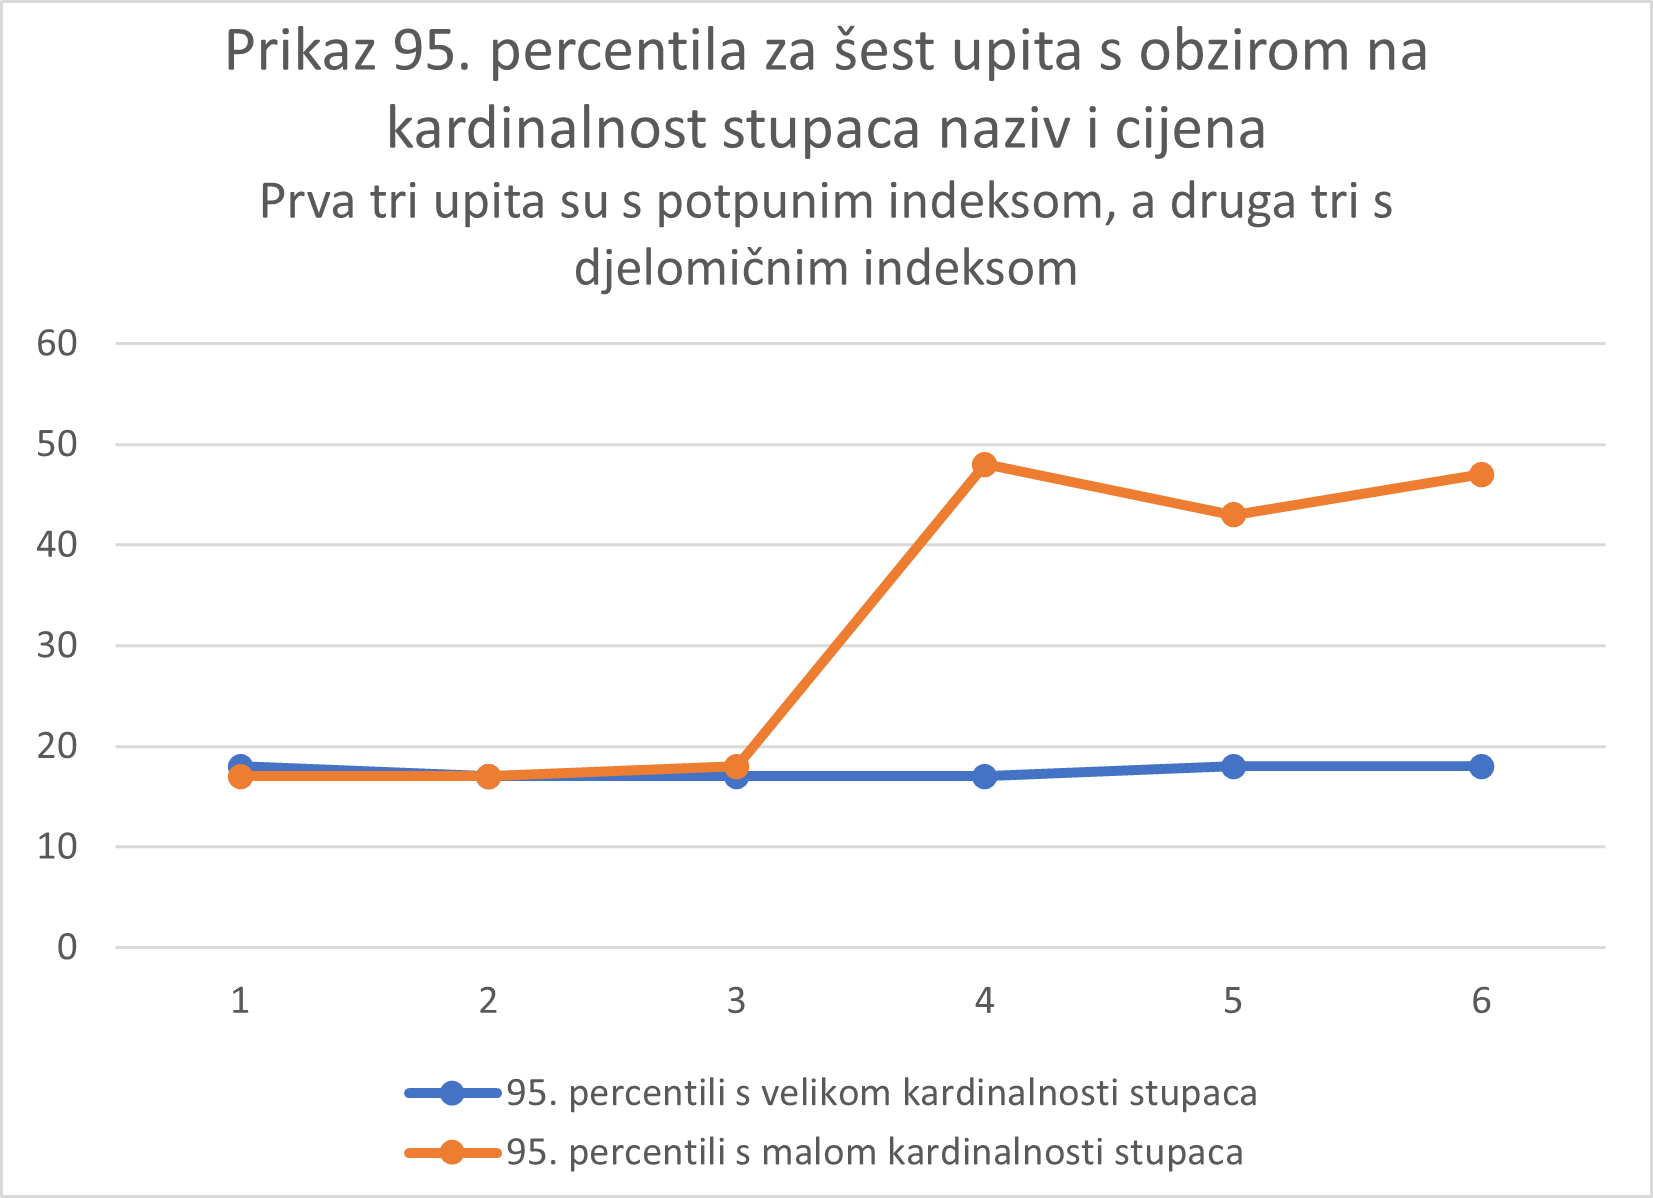 Prikaz 95. percentila za šest upita s obzirom na
kardinalnost stupaca naziv i cijena
Prva tri upita su s potpunim indeksom, a druga tri s
djelomičnim indeksom
60
50
40
30
20
10
0
1 2 3 4 5 6
95. percentili s velikom kardinalnosti stupaca
95. percentili s malom kardinalnosti stupaca